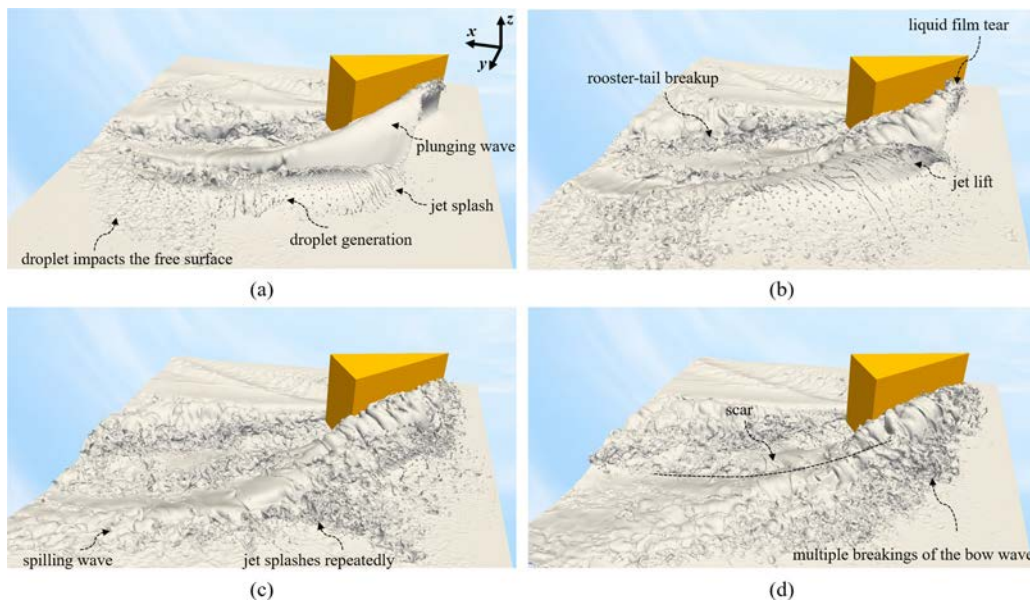 z
x
y
plunging wave
jet splash
droplet generation
droplet impacts the free surface
(a)
liquid film tear
rooster-tail breakup
jet lift
(b)
spilling wave
jet splashes repeatedly
(c)
scar
multiple breakings of the bow wave
(d)